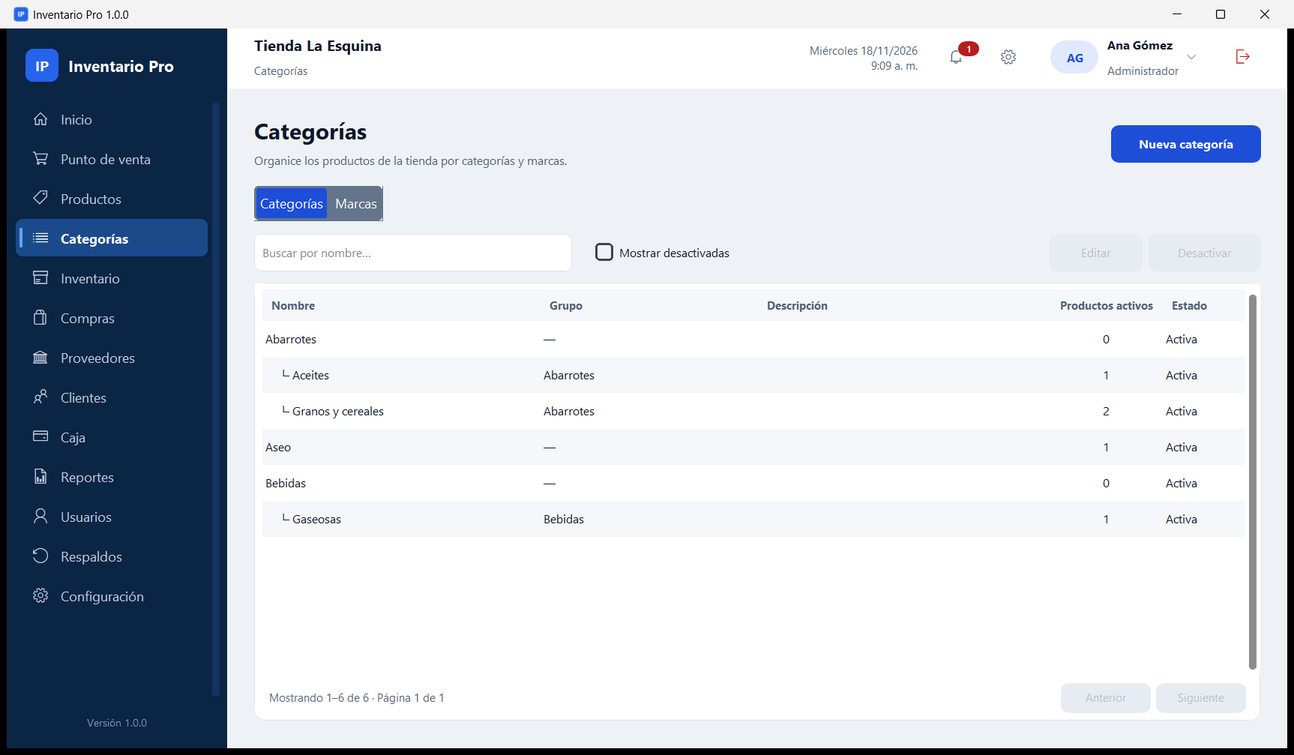 IP Inventario Pro 1.0.0
IP Inventario Pro
Inicio
Punto de venta
Productos
Categorías
Inventario
Compras
Proveedores
Clientes
Caja
Reportes
Usuarios
Respaldos
Configuración
Versión 1.0.0
Tienda La Esquina
Categorías
Miércoles 18/11/2026
9:09 a. m.
1
AG
Ana Gómez
Administrador
Categorías
Organice los productos de la tienda por categorías y marcas.
Nueva categoría
Categorías Marcas
Buscar por nombre...
Mostrar desactivadas
Editar
Desactivar
Nombre Grupo Descripción Productos activos Estado
Abarrotes — 0 Activa
└ Aceites Abarrotes 1 Activa
└ Granos y cereales Abarrotes 2 Activa
Aseo — 1 Activa
Bebidas — 0 Activa
└ Gaseosas Bebidas 1 Activa
Mostrando 1–6 de 6 · Página 1 de 1
Anterior
Siguiente